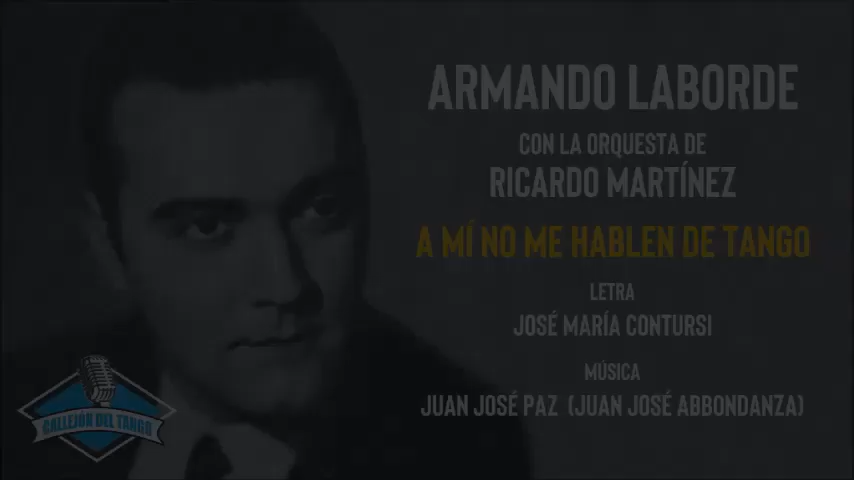 ARMANDO LABORDE
CON LA ORQUESTA DE
RICARDO MARTÍNEZ
A MÍ NO ME HABLEN DE TANGO
LETRA
JOSÉ MARÍA CONTURSI
MÚSICA
JUAN JOSÉ PAZ (JUAN JOSÉ ABBONDANZA)
CALLEJÓN DEL TANGO